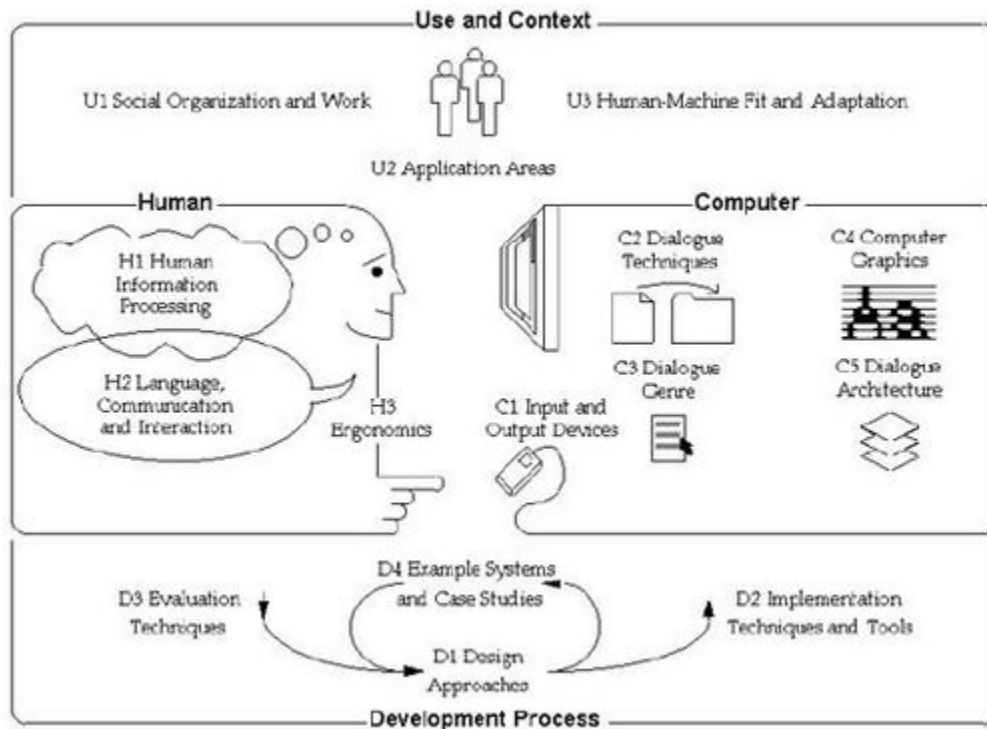 Use and Context
U1 Social Organization and Work
U3 Human-Machine Fit and Adaptation
U2 Application Areas
Human
H1 Human
Information
Processing
H2 Language,
Communication
and Interaction
H3
Ergonomics
Computer
C2 Dialogue
Techniques
C4 Computer
Graphics
C3 Dialogue
Genre
C5 Dialogue
Architecture
C1 Input and
Output Devices
D4 Example Systems
and Case Studies
D3 Evaluation
Techniques
D2 Implementation
Techniques and Tools
D1 Design
Approaches
Development Process